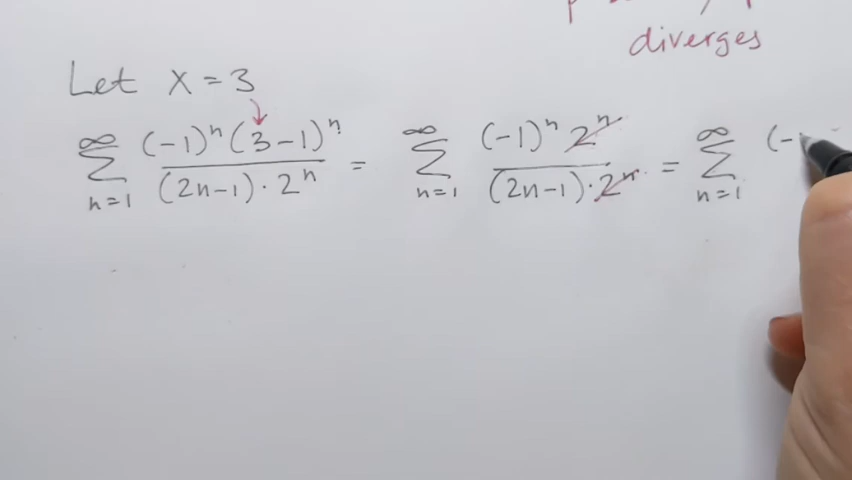 diverges
Let x = 3
∞ ∑ n=1 (-1)^n (3-1)^n / (2n-1) · 2^n = ∞ ∑ n=1 (-1)^n 2^n / (2n-1) · 2^n = ∞ ∑ n=1 (-